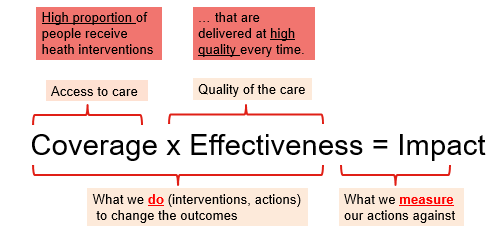 High proportion of
people receive
heath interventions
… that are
delivered at high
quality every time.
Access to care
Quality of the care
Coverage x Effectiveness = Impact
What we do (interventions, actions)
to change the outcomes
What we measure
our actions against